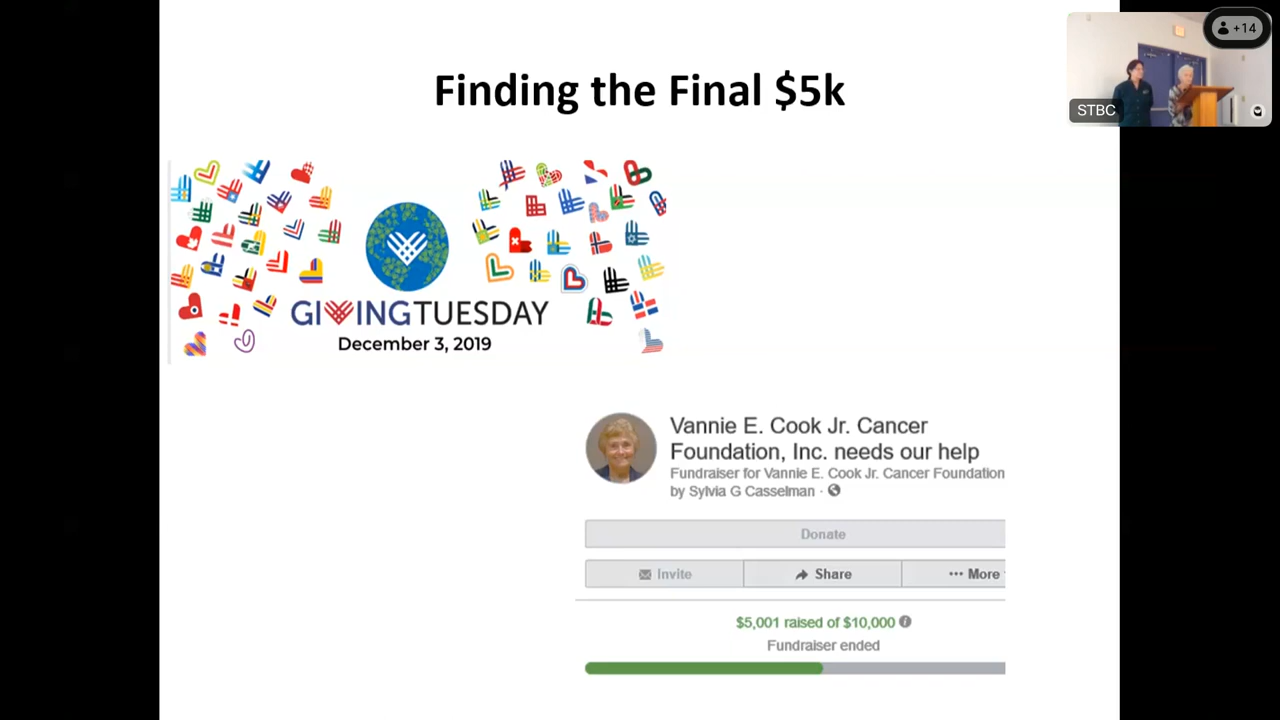 Finding the Final $5k
+14
STBC
GIVINGTUESDAY
December 3, 2019
Vannie E. Cook Jr. Cancer
Foundation, Inc. needs our help
Fundraiser for Vannie E. Cook Jr. Cancer Foundation
by Sylvia G Casselman ·
Donate
Invite
Share
··· More
$5,001 raised of $10,000
Fundraiser ended